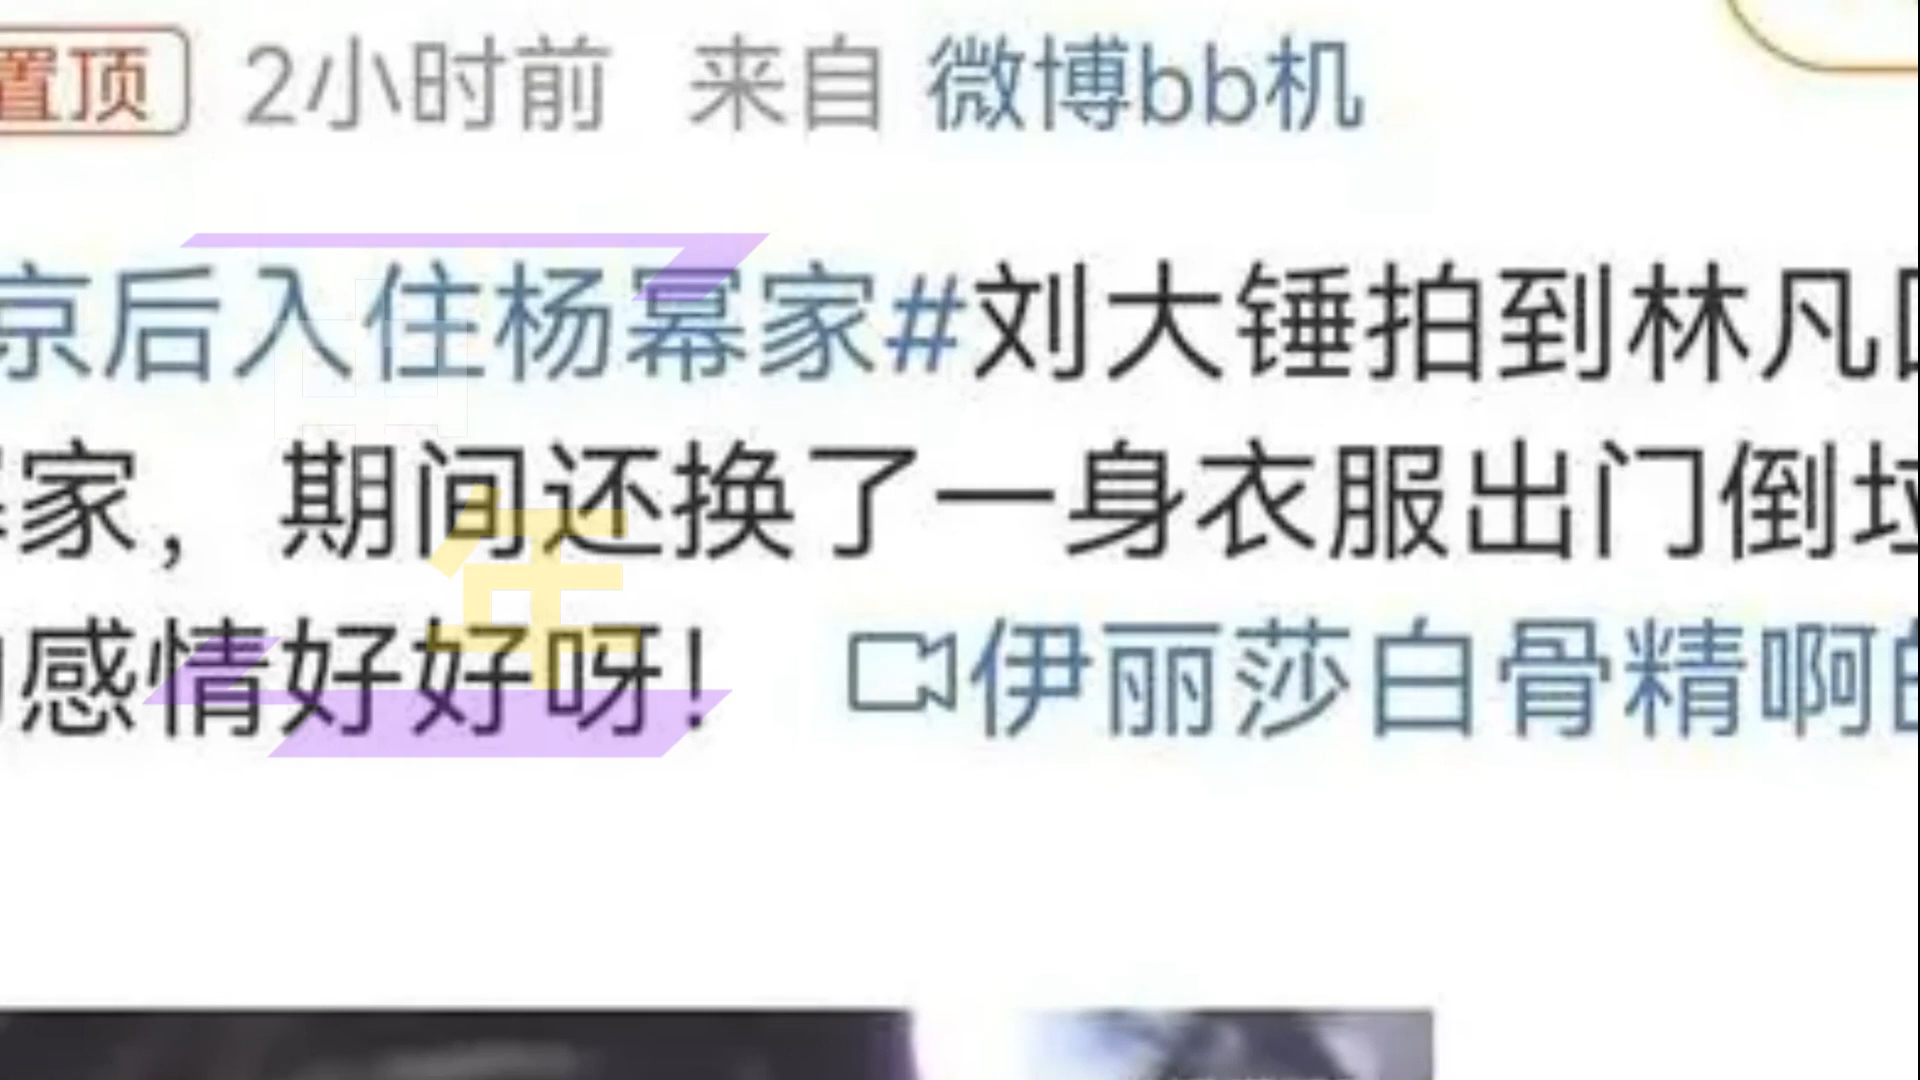 置顶 2小时前 来自 微博bb机
京后入住杨幂家#刘大锤拍到林凡
家，期间还换了一身衣服出门倒
感情好好呀！ 伊丽莎白骨精啊
年